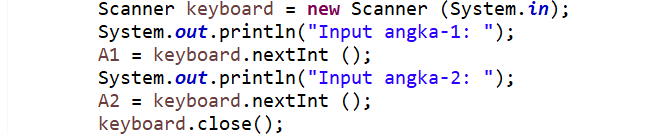 Scanner keyboard = new Scanner (System.in);
System.out.println("Input angka-1: ");
A1 = keyboard.nextInt ();
System.out.println("Input angka-2: ");
A2 = keyboard.nextInt ();
keyboard.close();